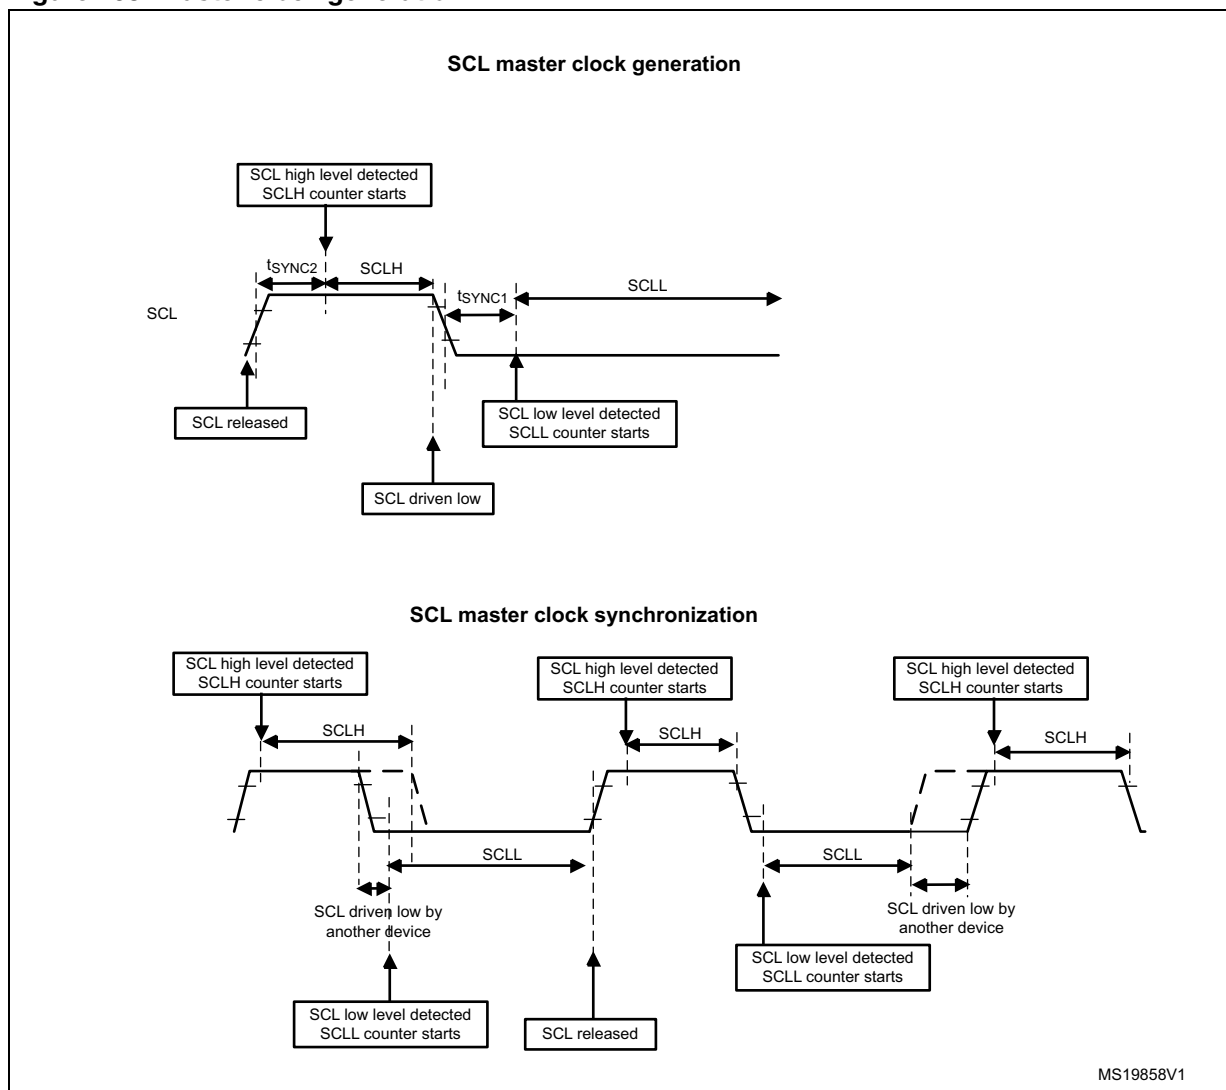 SCL master clock generation
SCL high level detected
SCLH counter starts
tSYNC2
SCLH
SCLL
tSYNC1
SCL
SCL released
SCL low level detected
SCLL counter starts
SCL driven low
SCL master clock synchronization
SCL high level detected
SCLH counter starts
SCL high level detected
SCLH counter starts
SCL high level detected
SCLH counter starts
SCLH
SCLH
SCLH
SCLL
SCLL
SCL driven low by
another device
SCL driven low by
another device
SCL low level detected
SCLL counter starts
SCL low level detected
SCLL counter starts
SCL released
MS19858V1